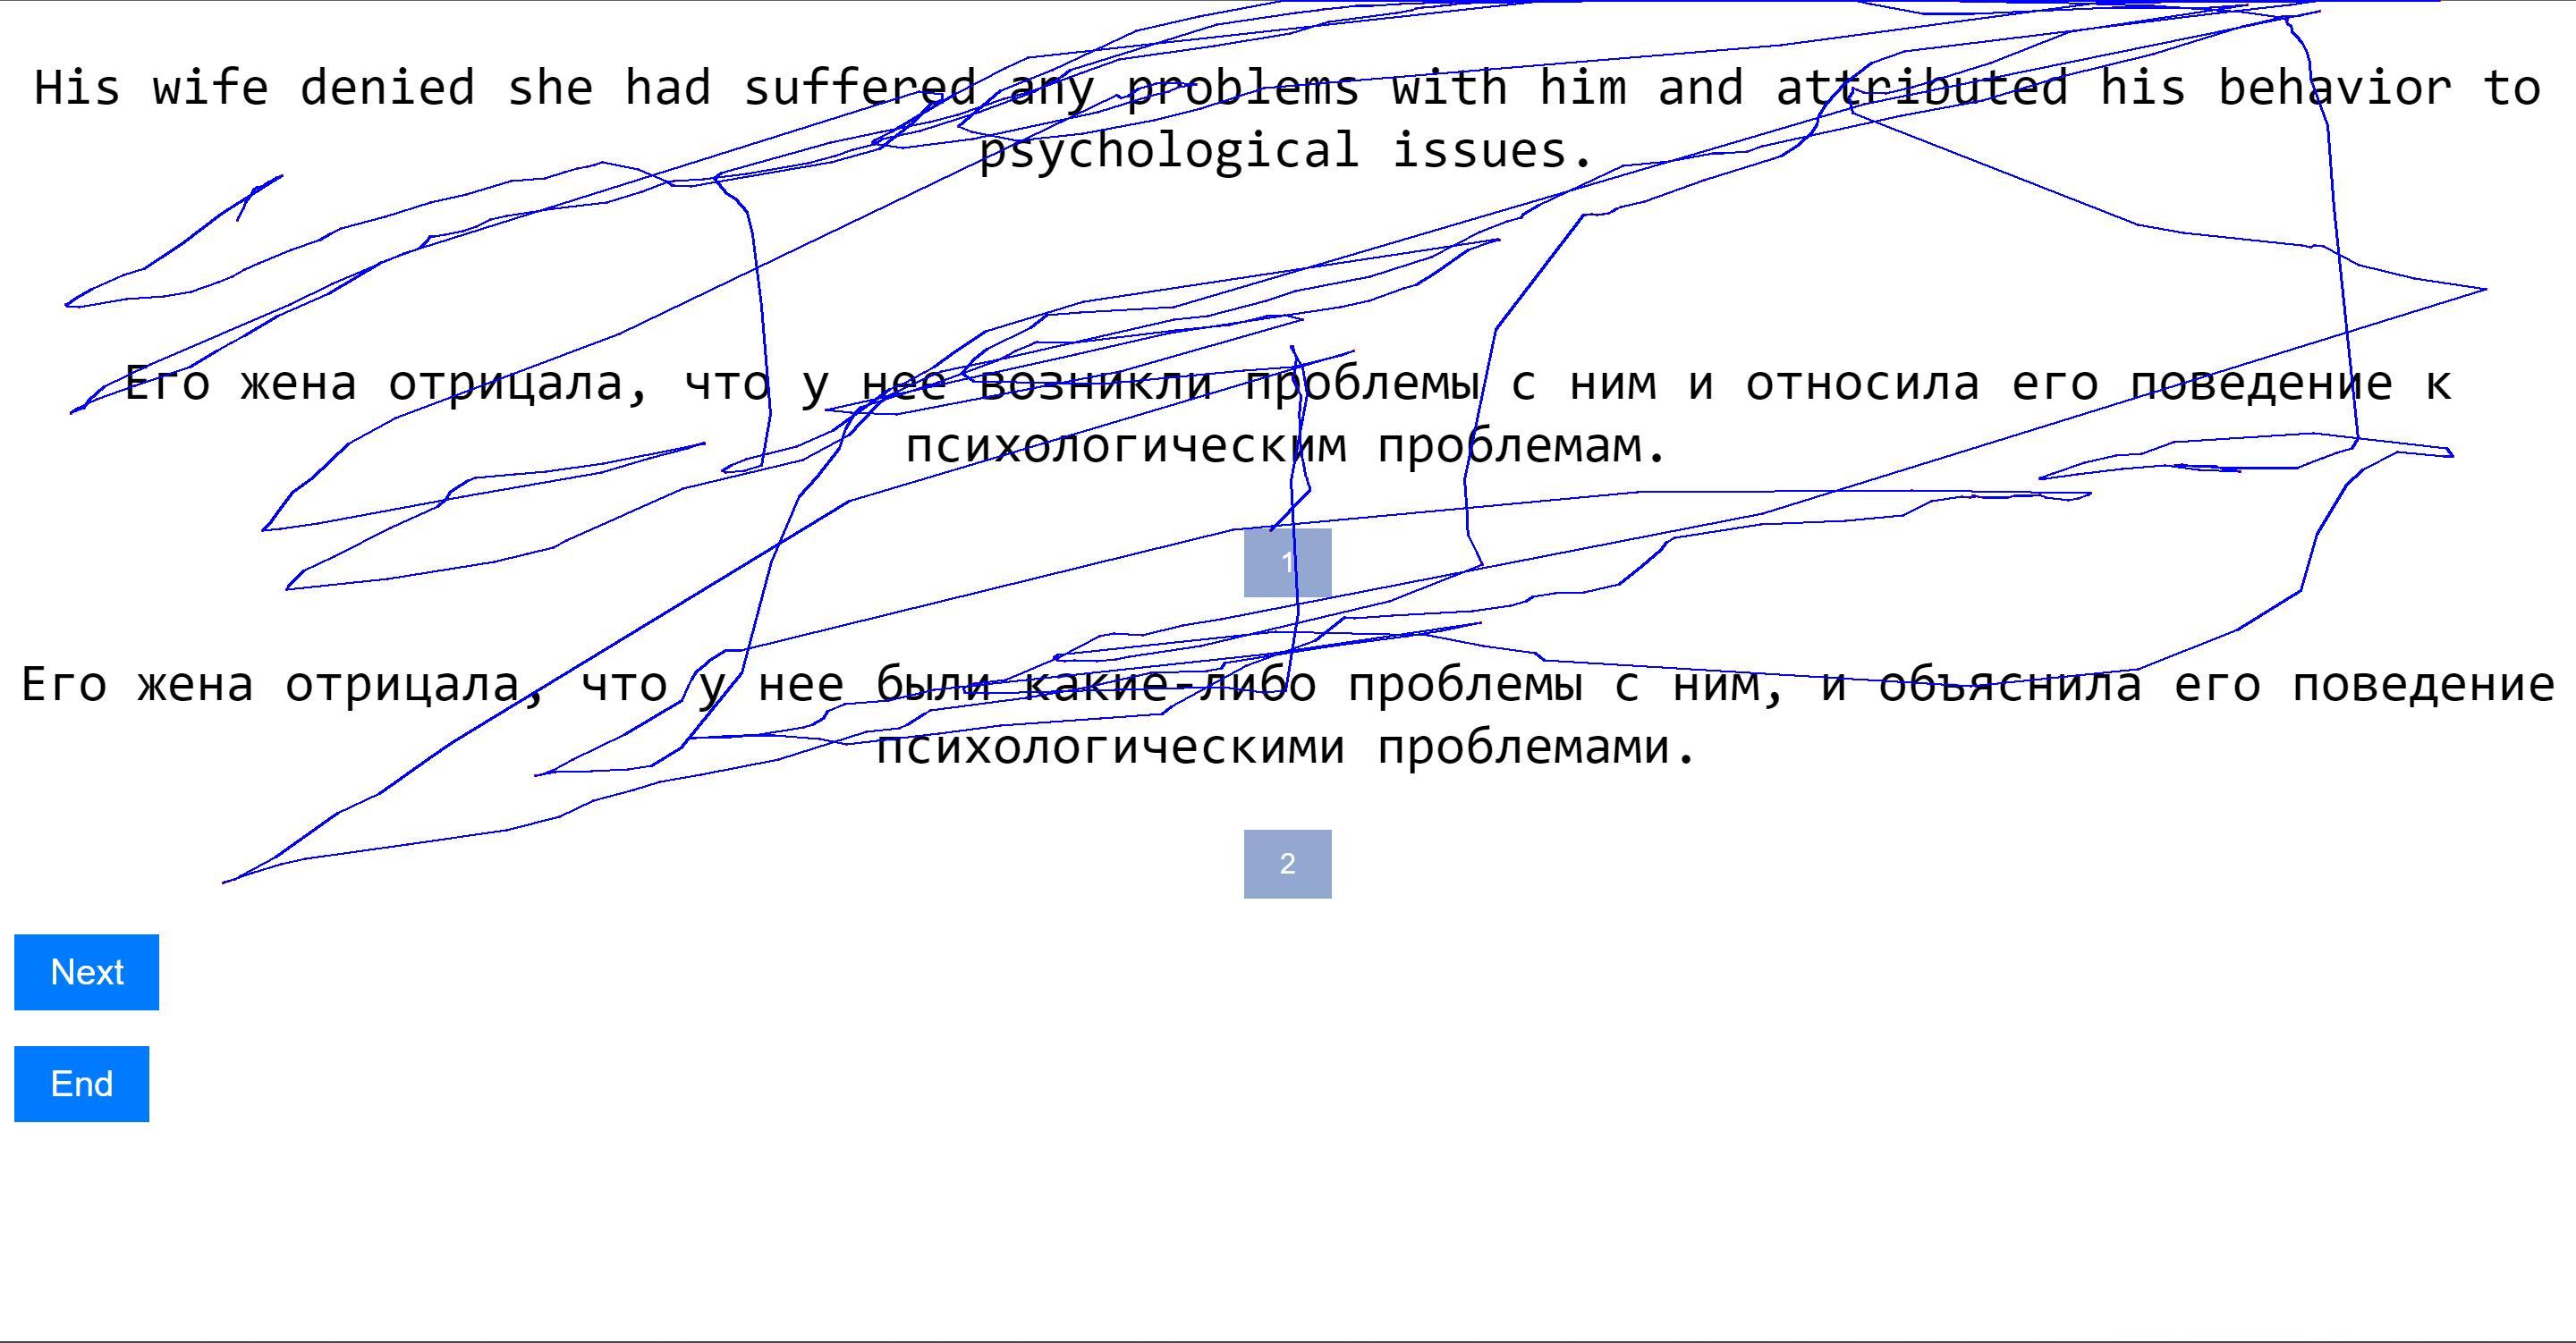 His wife denied she had suffered any problems with him and attributed his behavior to
psychological issues.
Его жена отрицала, что у нее возникли проблемы с ним и относила его поведение к
психологическим проблемам.
1
Его жена отрицала, что у нее были какие-либо проблемы с ним, и объяснила его поведение
психологическими проблемами.
2
Next
End